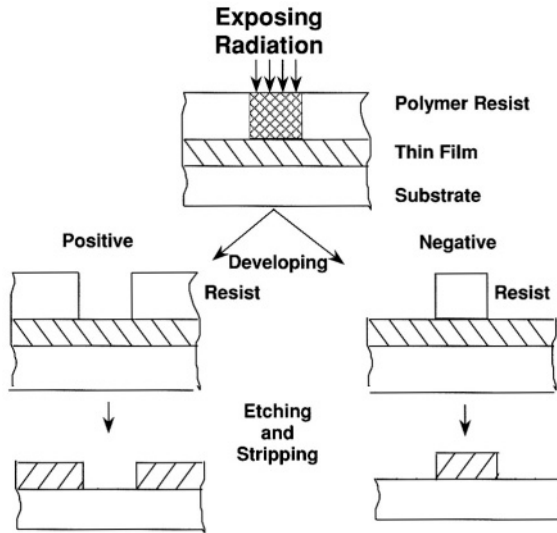 Exposing
Radiation
Polymer Resist
Thin Film
Substrate
Positive
Negative
Developing
Resist
Resist
Etching
and
Stripping